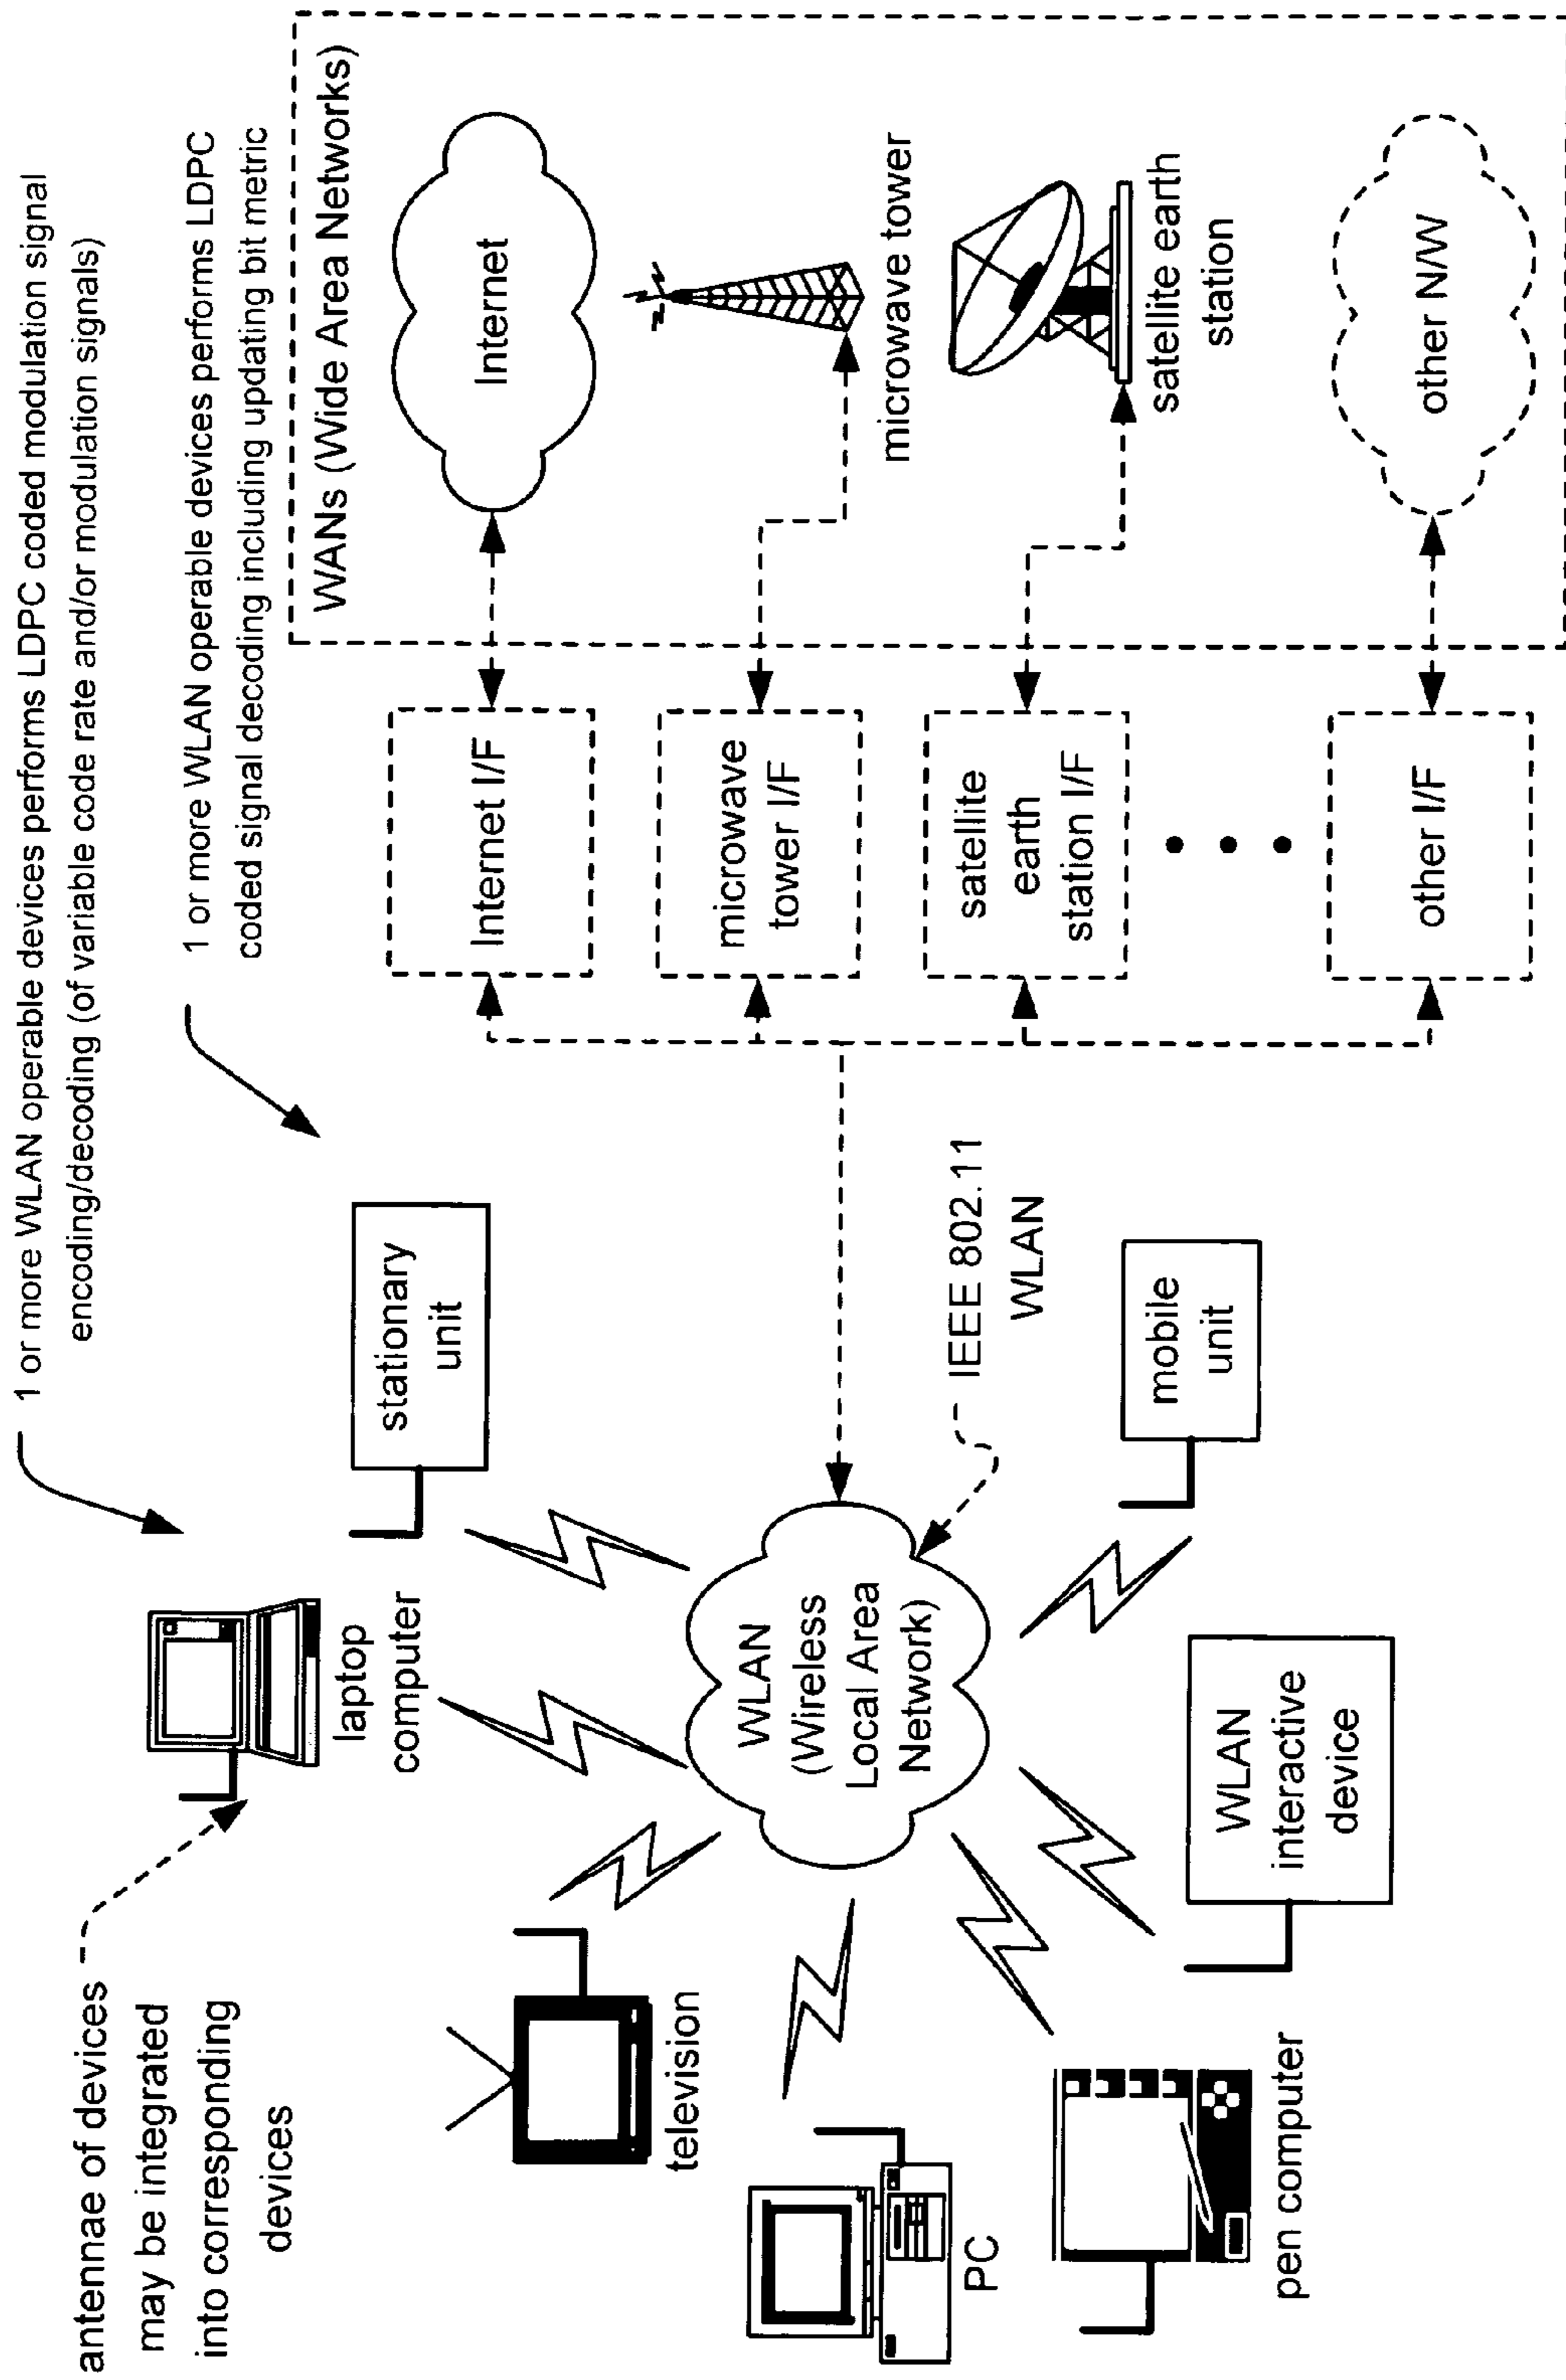 1 or more WLAN operable devices performs LDPC coded modulation signal
encoding/decoding (of variable code rate and/or modulation signals)
antennae of devices
may be integrated
into corresponding
devices
1 or more WLAN operable devices performs LDPC
coded signal decoding including updating bit metric
laptop
computer
stationary
unit
television
PC
pen computer
WLAN
(Wireless
Local Area
Network)
IEEE 802.11
WLAN
WLAN
interactive
device
mobile
unit
Internet I/F
microwave
tower I/F
satellite
earth
station I/F
other I/F
WANs (Wide Area Networks)
Internet
microwave tower
satellite earth
station
other N/W